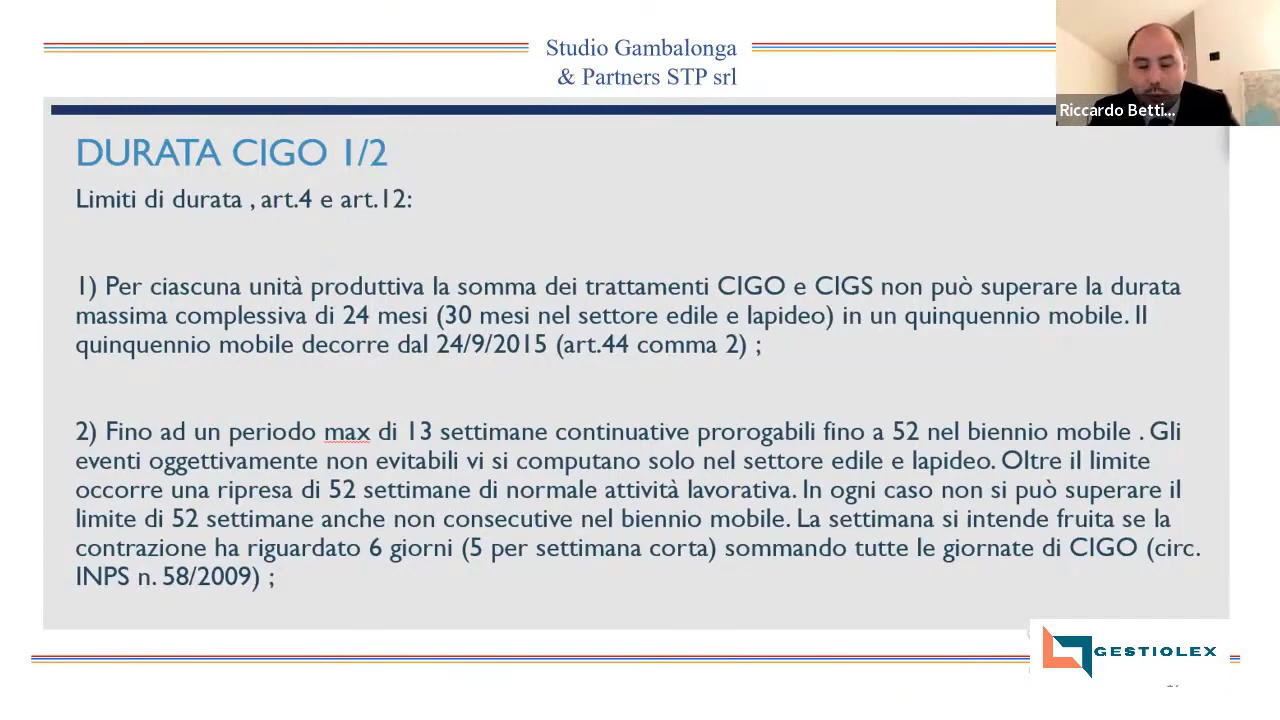 Studio Gambalonga
& Partners STP srl
Riccardo Betti...
DURATA CIGO 1/2
Limiti di durata , art.4 e art.12:
1) Per ciascuna unità produttiva la somma dei trattamenti CIGO e CIGS non può superare la durata
massima complessiva di 24 mesi (30 mesi nel settore edile e lapideo) in un quinquennio mobile. Il
quinquennio mobile decorre dal 24/9/2015 (art.44 comma 2) ;
2) Fino ad un periodo max di 13 settimane continuative prorogabili fino a 52 nel biennio mobile . Gli
eventi oggettivamente non evitabili vi si computano solo nel settore edile e lapideo. Oltre il limite
occorre una ripresa di 52 settimane di normale attività lavorativa. In ogni caso non si può superare il
limite di 52 settimane anche non consecutive nel biennio mobile. La settimana si intende fruita se la
contrazione ha riguardato 6 giorni (5 per settimana corta) sommando tutte le giornate di CIGO (circ.
INPS n. 58/2009) ;
GESTIOLEX